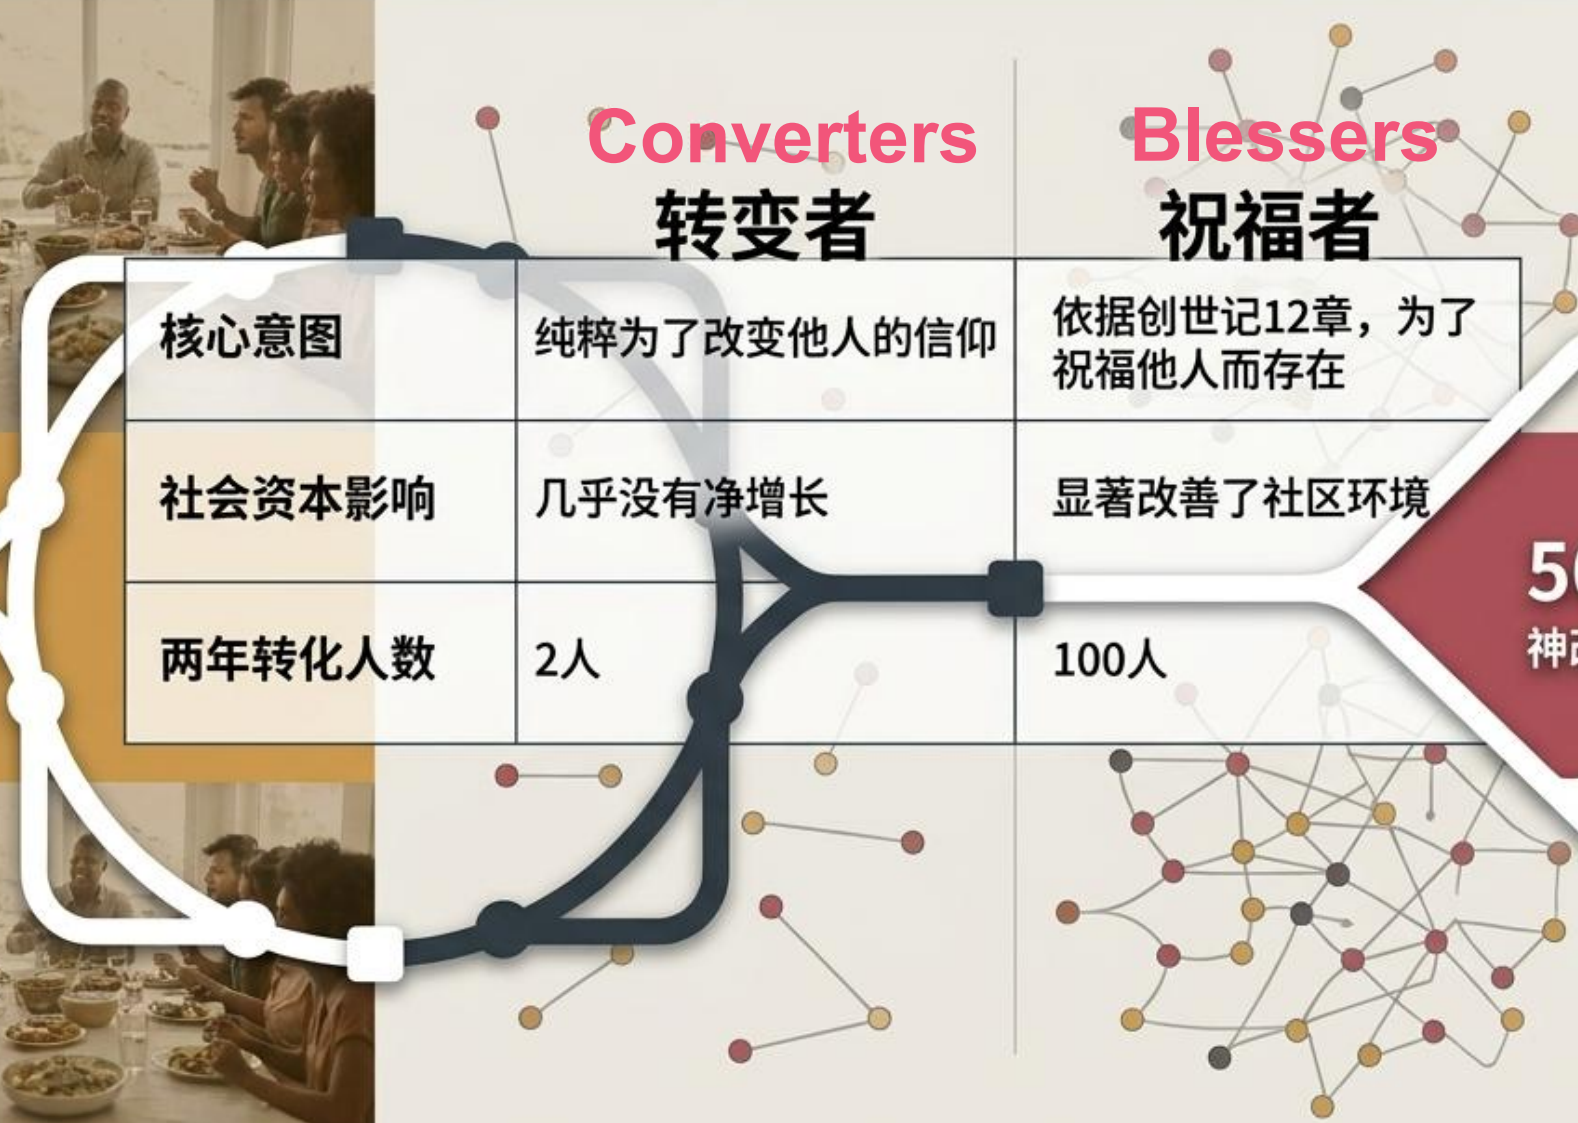 Converters
Blessers
转变者
祝福者
核心意图
纯粹为了改变他人的信仰
依据创世记12章，为了
祝福他人而存在
社会资本影响
几乎没有净增长
显著改善了社区环境
两年转化人数
2人
100人